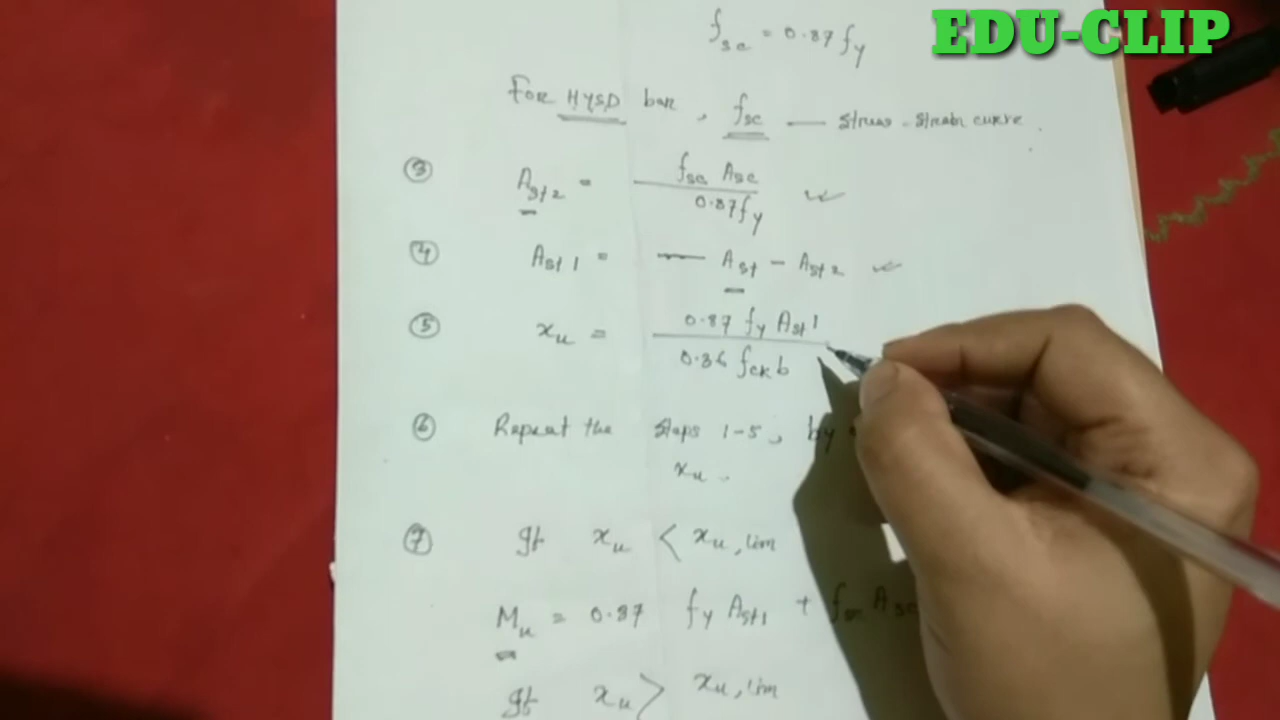 EDU-CLIP
fsc = 0.87 fy
For HYSD bar, fsc — stress-strain curve.
③ Ast2 = fsc Asc / 0.87fy
④ Ast1 = — Ast - Ast2
⑤ xu = 0.87 fy Ast1 / 0.36 fck b
⑥ Repeat the steps 1-5, by
xu.
⑦ If xu < xu,lim
Mu = 0.87 fy Ast1 + fsc Asc
If xu > xu,lim